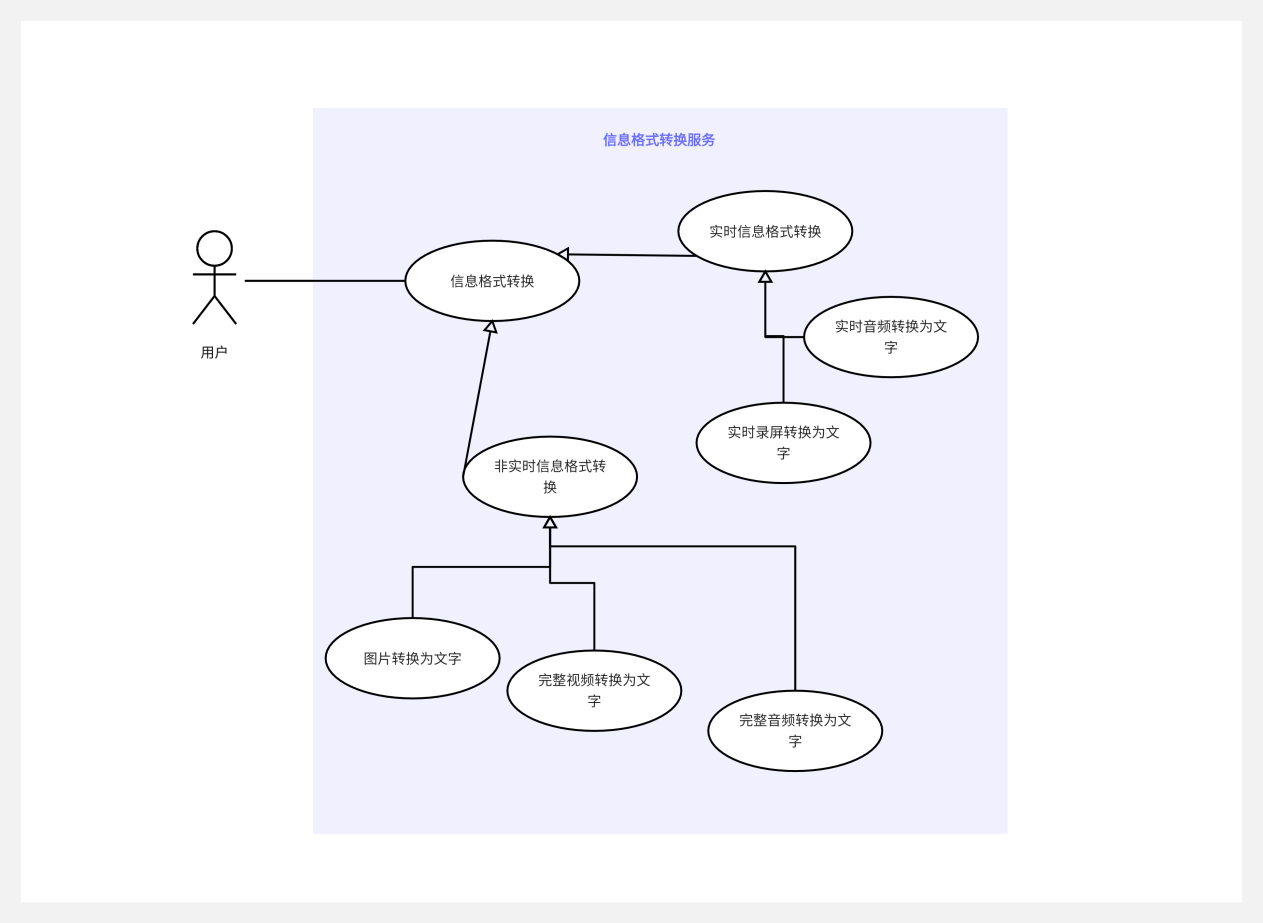 信息格式转换服务
实时信息格式转换
信息格式转换
用户
实时音频转换为文
字
实时录屏转换为文
字
非实时信息格式转
换
图片转换为文字
完整视频转换为文
字
完整音频转换为文
字